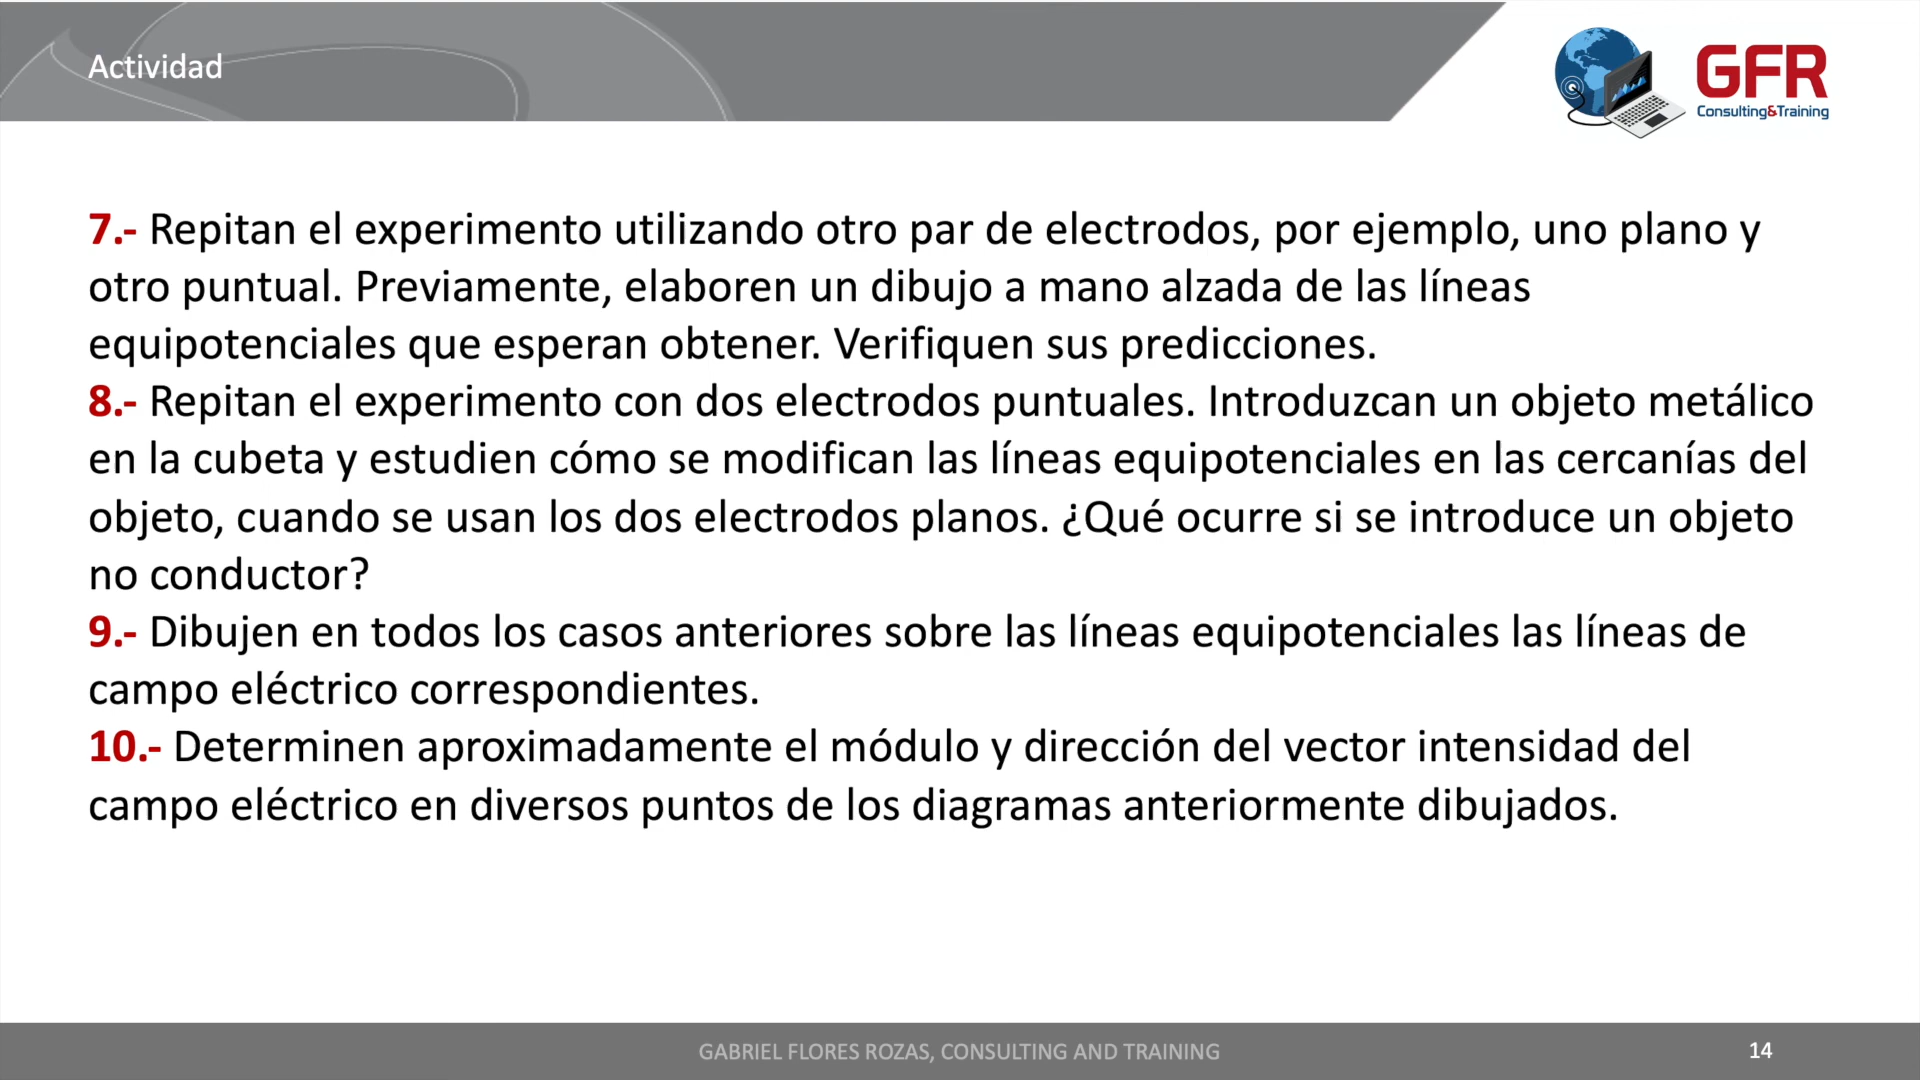 Actividad
GFR
Consulting&Training
7.- Repitan el experimento utilizando otro par de electrodos, por ejemplo, uno plano y
otro puntual. Previamente, elaboren un dibujo a mano alzada de las líneas
equipotenciales que esperan obtener. Verifiquen sus predicciones.
8.- Repitan el experimento con dos electrodos puntuales. Introduzcan un objeto metálico
en la cubeta y estudien cómo se modifican las líneas equipotenciales en las cercanías del
objeto, cuando se usan los dos electrodos planos. ¿Qué ocurre si se introduce un objeto
no conductor?
9.- Dibujen en todos los casos anteriores sobre las líneas equipotenciales las líneas de
campo eléctrico correspondientes.
10.- Determinen aproximadamente el módulo y dirección del vector intensidad del
campo eléctrico en diversos puntos de los diagramas anteriormente dibujados.
GABRIEL FLORES ROZAS, CONSULTING AND TRAINING
14